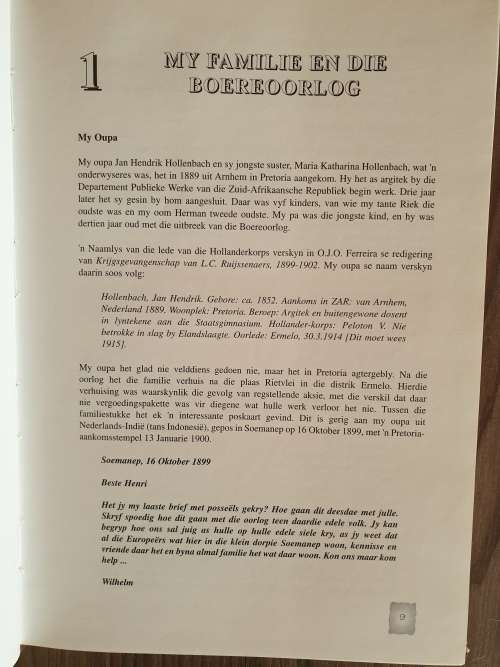 1
MY FAMILIE EN DIE
BOEREOORLOG
My Oupa
My oupa Jan Hendrik Hollenbach en sy jongste suster, Maria Katharina Hollenbach, wat 'n
onderwyseres was, het in 1889 uit Arnhem in Pretoria aangekom. Hy het as argitek by die
Departement Publieke Werke van die Zuid-Afrikaansche Republiek begin werk. Drie jaar
later het sy gesin by hom aangesluit. Daar was vyf kinders, van wie my tante Riek die
oudste was en my oom Herman tweede oudste. My pa was die jongste kind, en hy was
dertien jaar oud met die uitbreek van die Boereoorlog.
'n Naamlys van die lede van die Hollanderkorps verskyn in O.J.O. Ferreira se redigering
van Krijgsgevangenschap van L.C. Ruijssenaers, 1899-1902. My oupa se naam verskyn
daarin soos volg:
Hollenbach, Jan Hendrik. Gebore: ca. 1852. Aankoms in ZAR: van Arnhem,
Nederland 1889. Woonplek: Pretoria. Beroep: Argitek en buitengewone dosent
in lyntekene aan die Staatsgimnasium. Hollander-korps: Peloton V. Nie
betrokke in slag by Elandslaagte. Oorlede: Ermelo, 30.3.1914 [Dit moet wees
1915].
My oupa het glad nie velddiens gedoen nie, maar het in Pretoria agtergebly. Na die
oorlog het die familie verhuis na die plaas Rietvlei in die distrik Ermelo. Hierdie
verhuising was waarskynlik die gevolg van regstellende aksie, met die verskil dat daar
nie vergoedingspakette was vir diegene wat hulle werk verloor het nie. Tussen die
familiestukke het ek 'n interessante poskaart gevind. Dit is gerig aan my oupa uit
Nederlands-Indië (tans Indonesië), gepos in Soemanep op 16 Oktober 1899, met 'n Pretoria-
aankomsstempel 13 Januarie 1900.
Soemanep, 16 Oktober 1899
Beste Henri
Het jy my laaste brief met posseëls gekry? Hoe gaan dit deesdae met julle.
Skryf spoedig hoe dit gaan met die oorlog teen daardie edele volk. Jy kan
begryp hoe ons sal juig as hulle op hulle edele siele kry, as jy weet dat
al die Europeërs wat hier in die klein dorpie Soemanep woon, kennisse en
vriende daar het en byna almal familie het wat daar woon. Kon ons maar kom
help ...
Wilhelm
9